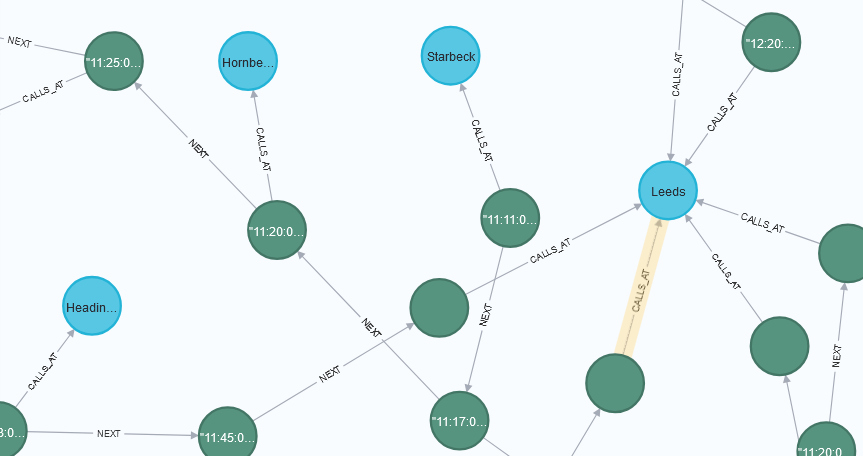 NEXT
"11:25:0...
CALLS_AT
Hornbe...
Starbeck
"12:20:...
CALLS_AT
CALLS_AT
NEXT
CALLS_AT
CALLS_AT
Leeds
"11:20:0...
"11:11:0...
CALLS_AT
CALLS_AT
CALLS_AT
CALLS_AT
Headin...
NEXT
NEXT
NEXT
NEXT
CALLS_AT
3:0...
NEXT
"11:45:0...
"11:17:0...
"11:20:0